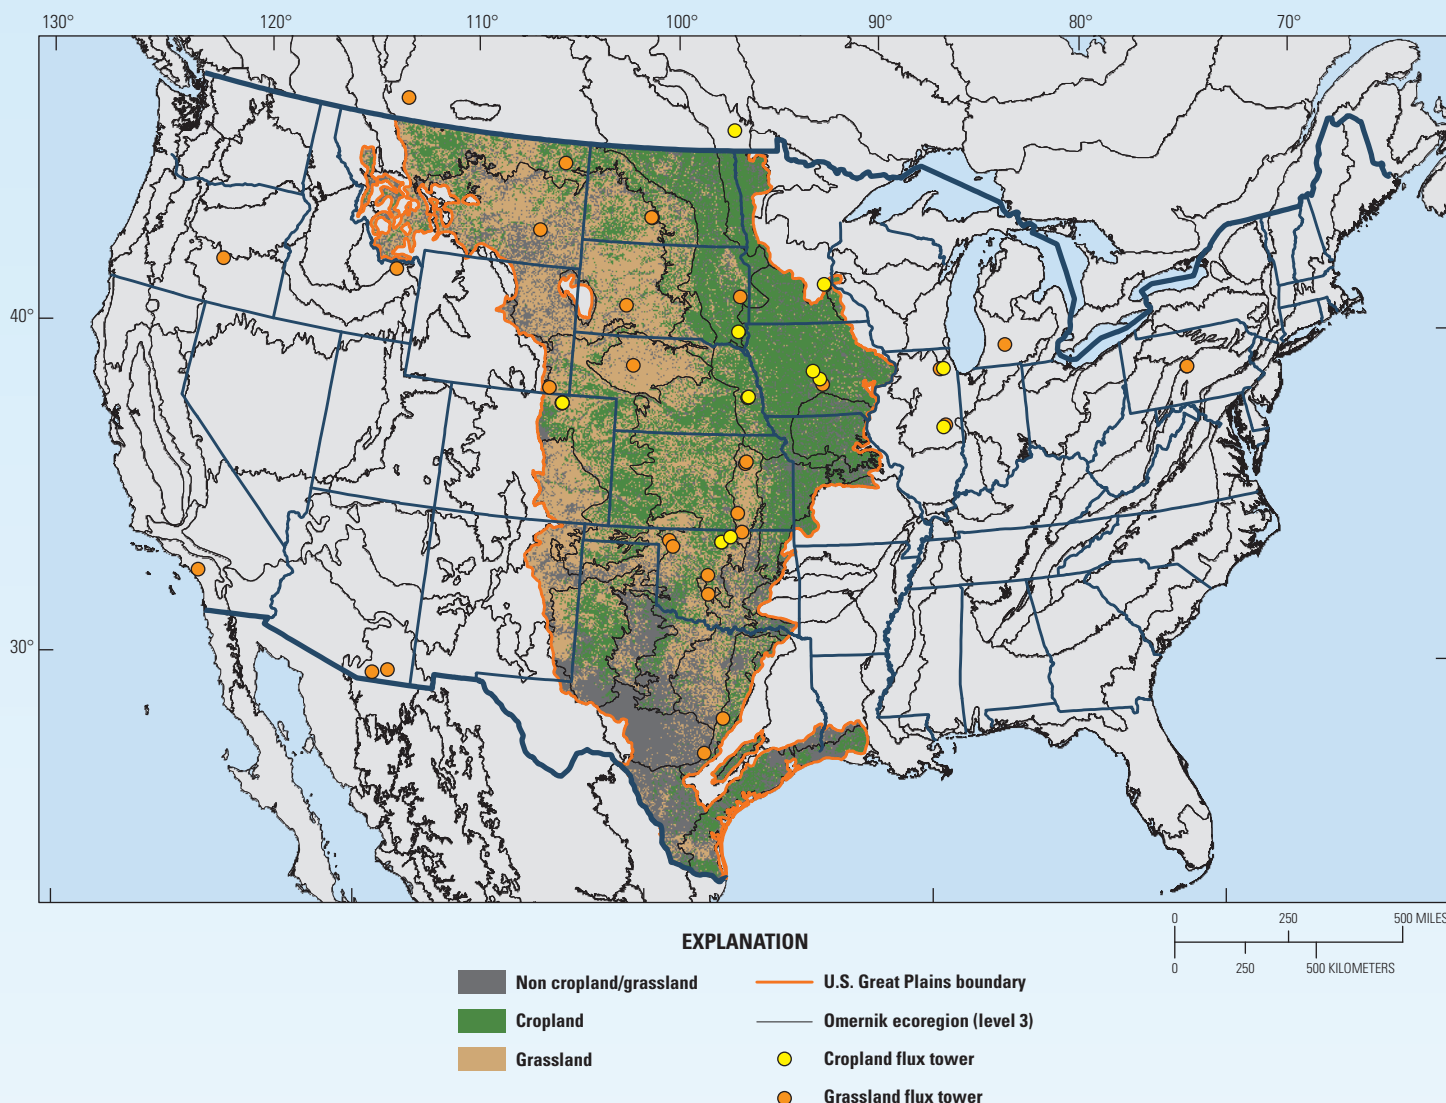 130° 120° 110° 100° 90° 80° 70°
40°
30°
0 250 500 MILES
0 250 500 KILOMETERS
EXPLANATION
Non cropland/grassland
Cropland
Grassland
U.S. Great Plains boundary
Omernik ecoregion (level 3)
Cropland flux tower
Grassland flux tower